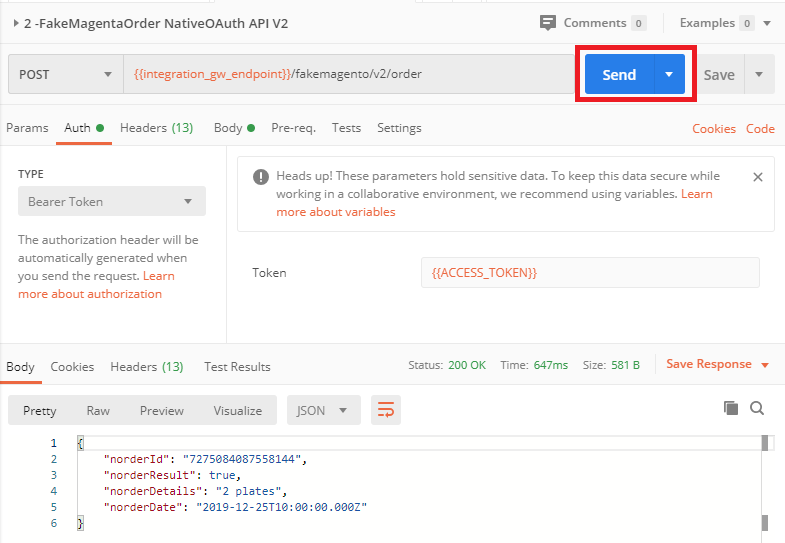 2 -FakeMagentaOrder NativeOAuth API V2
Comments 0 Examples 0
POST {{integration_gw_endpoint}}/fakemagento/v2/order Send Save
Params Auth Headers (13) Body Pre-req. Tests Settings Cookies Code
TYPE
Bearer Token
The authorization header will be
automatically generated when
you send the request. Learn
more about authorization
Heads up! These parameters hold sensitive data. To keep this data secure while
working in a collaborative environment, we recommend using variables. Learn
more about variables
Token {{ACCESS_TOKEN}}
Body Cookies Headers (13) Test Results Status: 200 OK Time: 647ms Size: 581 B Save Response
Pretty Raw Preview Visualize JSON
1 {
2 "norderId": "7275084087558144",
3 "norderResult": true,
4 "norderDetails": "2 plates",
5 "norderDate": "2019-12-25T10:00:00.000Z"
6 }